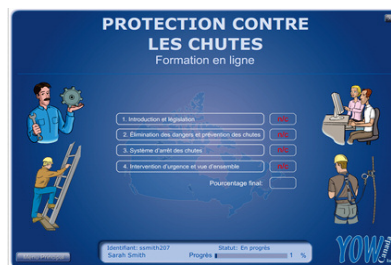 PROTECTION CONTRE
LES CHUTES
Formation en ligne
1. Introduction et législation
N/C
2. Élimination des dangers et prévention des chutes
N/C
3. Système d'arrêt des chutes
N/C
4. Intervention d'urgence et vue d'ensemble
N/C
Pourcentage final:
Identifiant: ssmith207 Statut: En progrès
Sarah Smith Progrès 1 %
YOW
canada